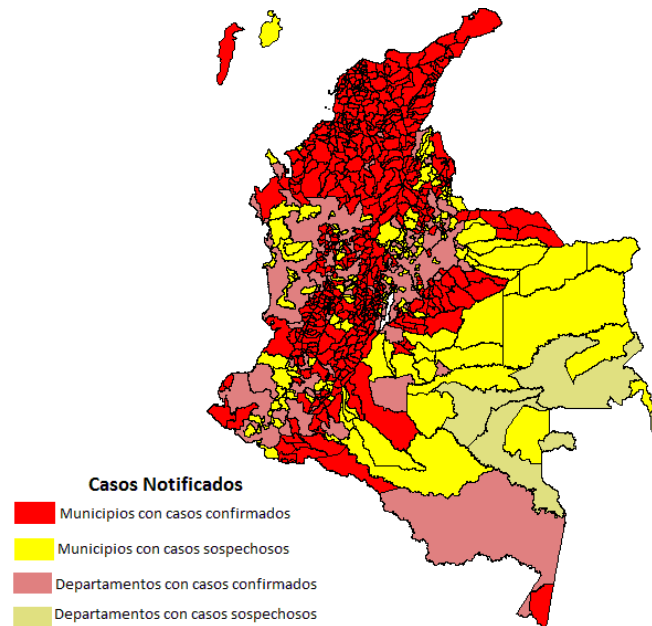 Casos Notificados
Municipios con casos confirmados
Municipios con casos sospechosos
Departamentos con casos confirmados
Departamentos con casos sospechosos